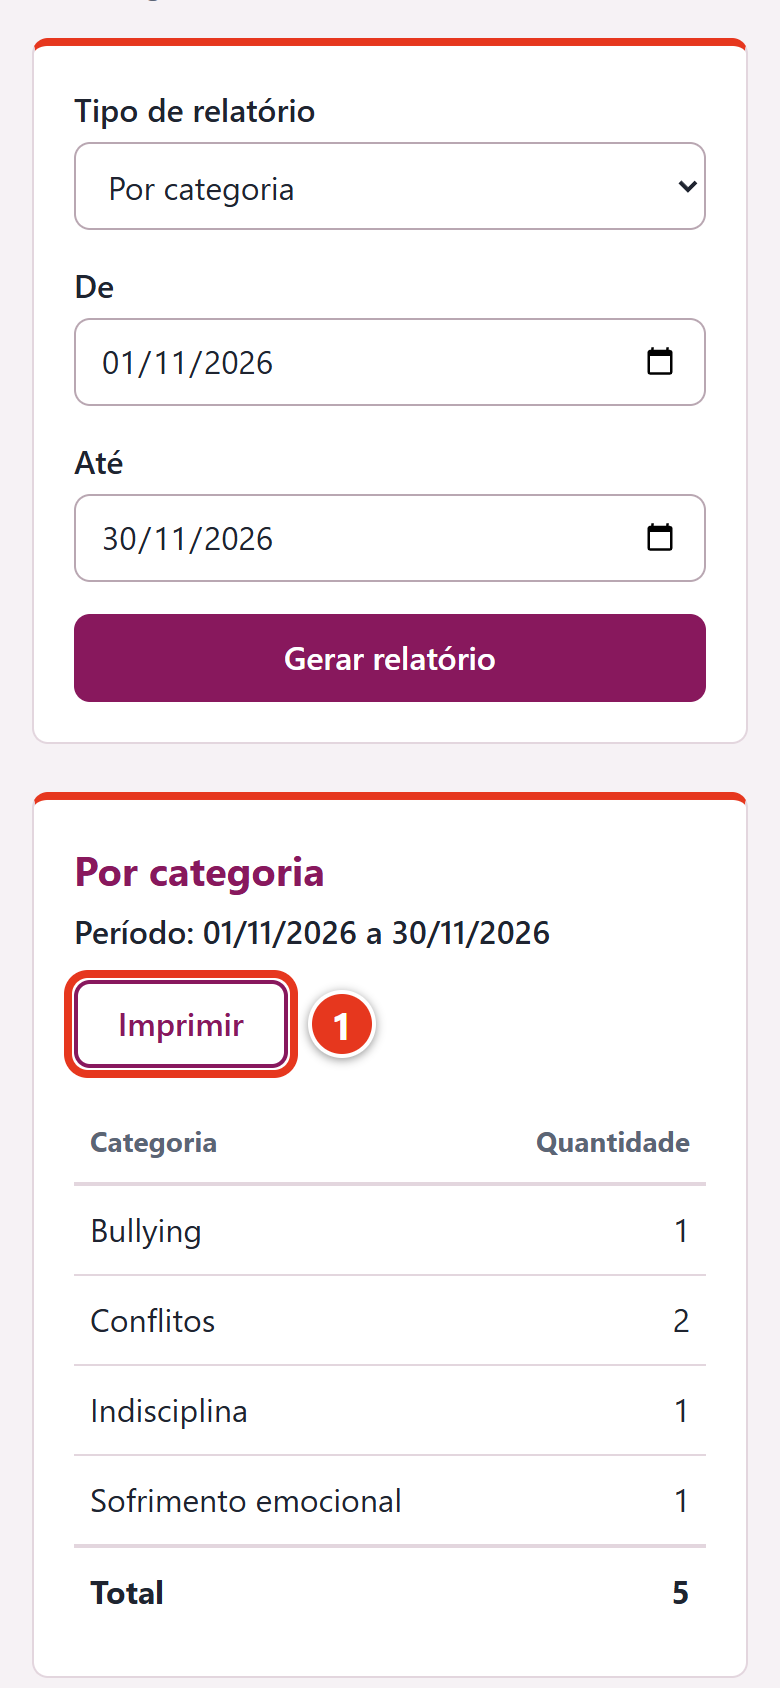 Tipo de relatório
Por categoria
De
01/11/2026
Até
30/11/2026
Gerar relatório
Por categoria
Período: 01/11/2026 a 30/11/2026
Imprimir 1
Categoria Quantidade
Bullying 1
Conflitos 2
Indisciplina 1
Sofrimento emocional 1
Total 5